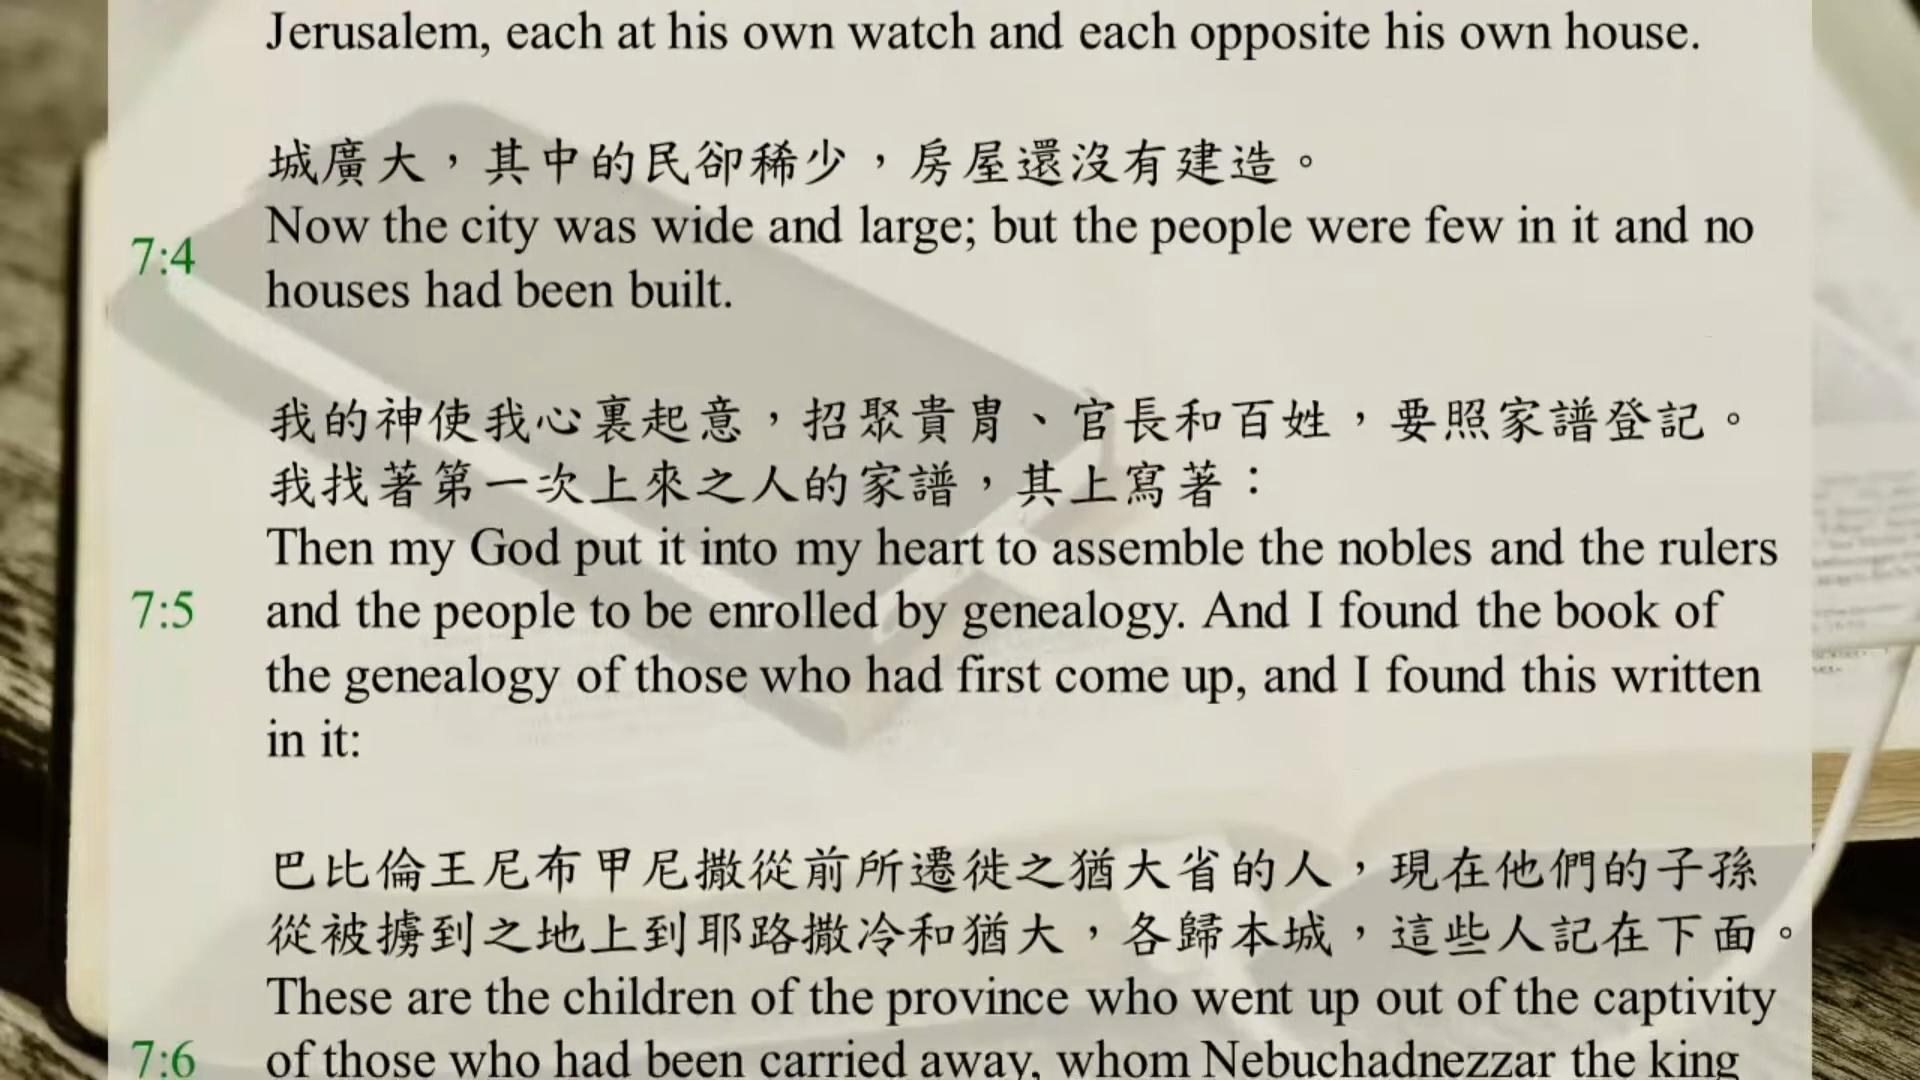 Jerusalem, each at his own watch and each opposite his own house.
城廣大，其中的民卻稀少，房屋還沒有建造。
7:4
Now the city was wide and large; but the people were few in it and no
houses had been built.
我的神使我心裏起意，招聚貴冑、官長和百姓，要照家譜登記。
我找著第一次上來之人的家譜，其上寫著：
Then my God put it into my heart to assemble the nobles and the rulers
7:5
and the people to be enrolled by genealogy. And I found the book of
the genealogy of those who had first come up, and I found this written
in it:
巴比倫王尼布甲尼撒從前所遷徙之猶大省的人，現在他們的子孫
從被擄到之地上到耶路撒冷和猶大，各歸本城，這些人記在下面。
These are the children of the province who went up out of the captivity
7:6
of those who had been carried away, whom Nebuchadnezzar the king